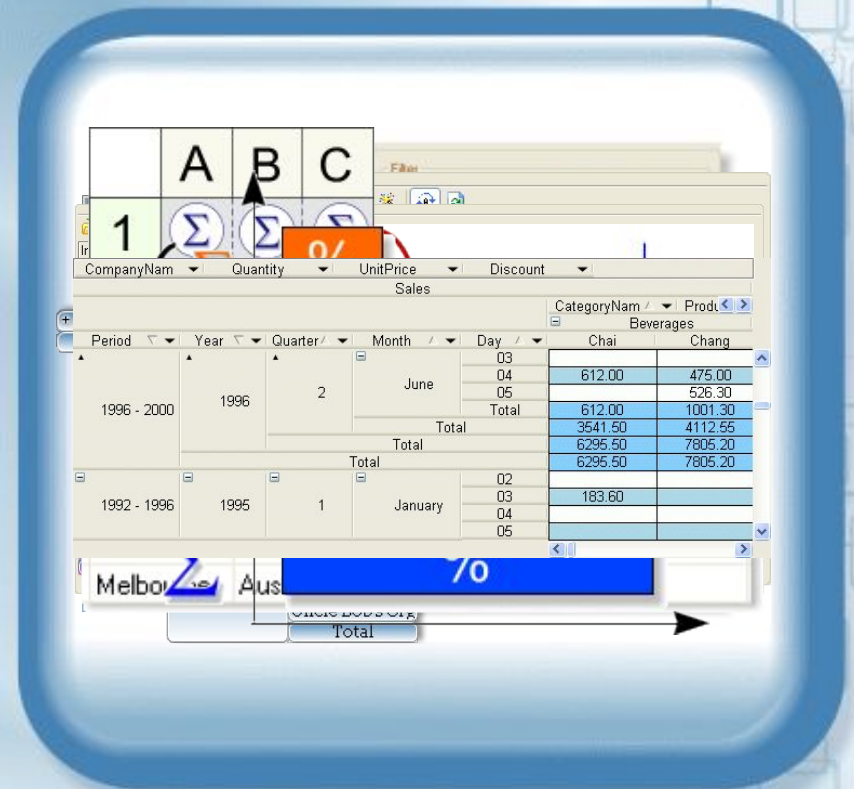 A B C
Filter
1 Σ Σ Σ
%
CompanyNam Quantity UnitPrice Discount
Sales
CategoryNam Produ
Beverages
Period Year Quarter Month Day Chai Chang
03
04 612.00 475.00
05 526.30
1996 - 2000 1996 2 June
Total 612.00 1001.30
Total 3541.50 4112.55
Total 6295.50 7805.20
Total 6295.50 7805.20
02
03 183.60
1992 - 1996 1995 1 January
04
05
%
Σ
Aus
Total